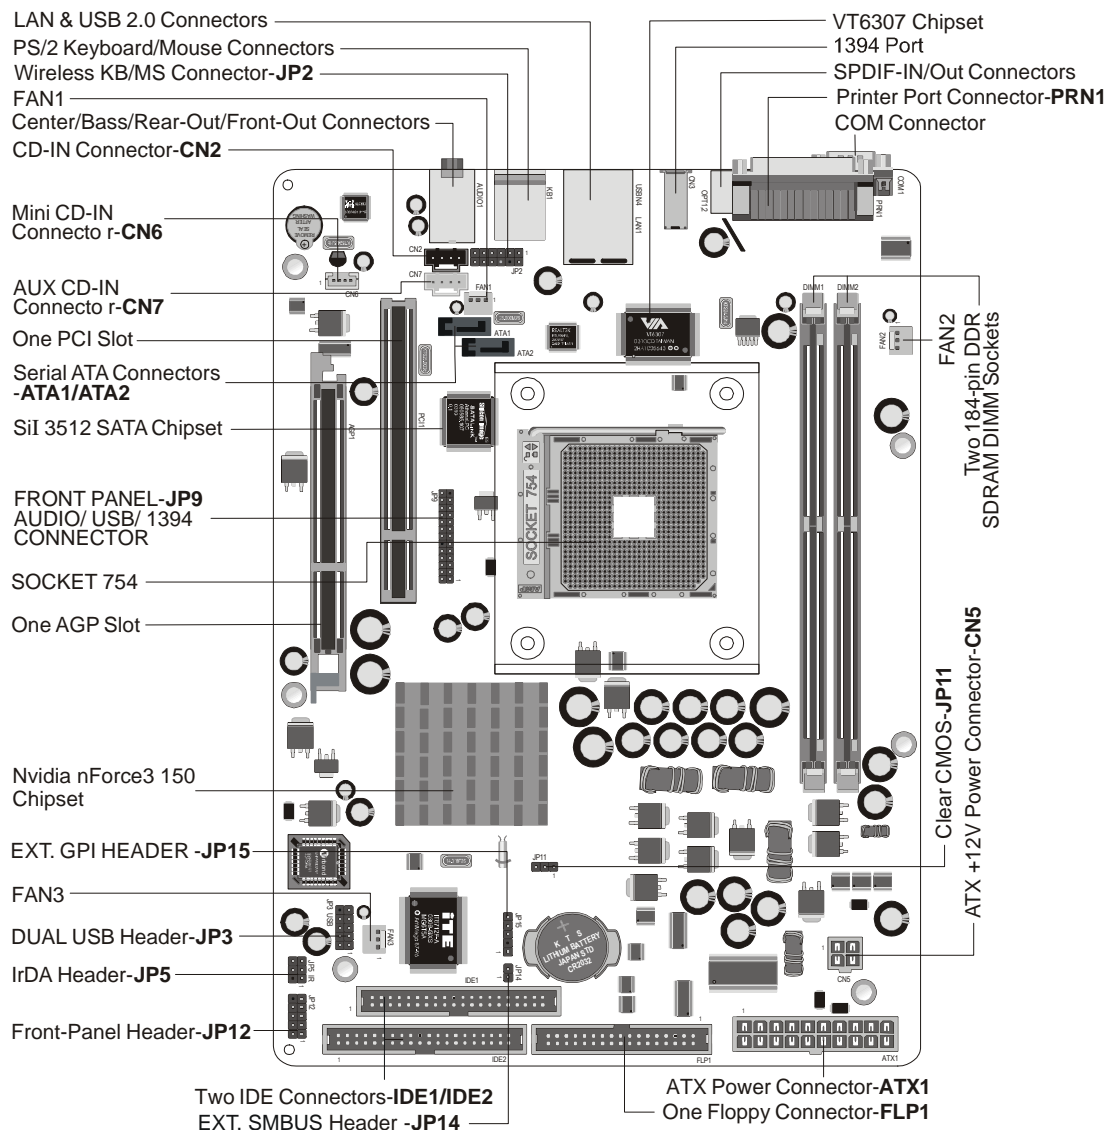 LAN & USB 2.0 Connectors
PS/2 Keyboard/Mouse Connectors
Wireless KB/MS Connector-JP2
FAN1
Center/Bass/Rear-Out/Front-Out Connectors
CD-IN Connector-CN2
Mini CD-IN
Connecto r-CN6
AUX CD-IN
Connecto r-CN7
One PCI Slot
Serial ATA Connectors
-ATA1/ATA2
SiI 3512 SATA Chipset
FRONT PANEL-JP9
AUDIO/ USB/ 1394
CONNECTOR
SOCKET 754
One AGP Slot
Nvidia nForce3 150
Chipset
EXT. GPI HEADER -JP15
FAN3
DUAL USB Header-JP3
IrDA Header-JP5
Front-Panel Header-JP12
Two IDE Connectors-IDE1/IDE2
EXT. SMBUS Header -JP14
VT6307 Chipset
1394 Port
SPDIF-IN/Out Connectors
Printer Port Connector-PRN1
COM Connector
FAN2
Two 184-pin DDR
SDRAM DIMM Sockets
Clear CMOS-JP11
ATX +12V Power Connector-CN5
ATX Power Connector-ATX1
One Floppy Connector-FLP1
AUDIO1
KB1
USBIN4
LAN1
CN3
OPT1,2
PRN1
COM1
CN2
JP2
CN7
CN6
FAN1
ATA1
ATA2
VIA
VT6307
DIMM1
DIMM2
FAN2
AGP1
PCI1
JP9
SOCKET 754
JP11
JP3 USB
FAN3
JP5 IR
JP12
iTE
JP15
JP14
K T S
LITHIUM BATTERY
JAPAN STD
CR2032
CN5
IDE1
IDE2
FLP1
ATX1